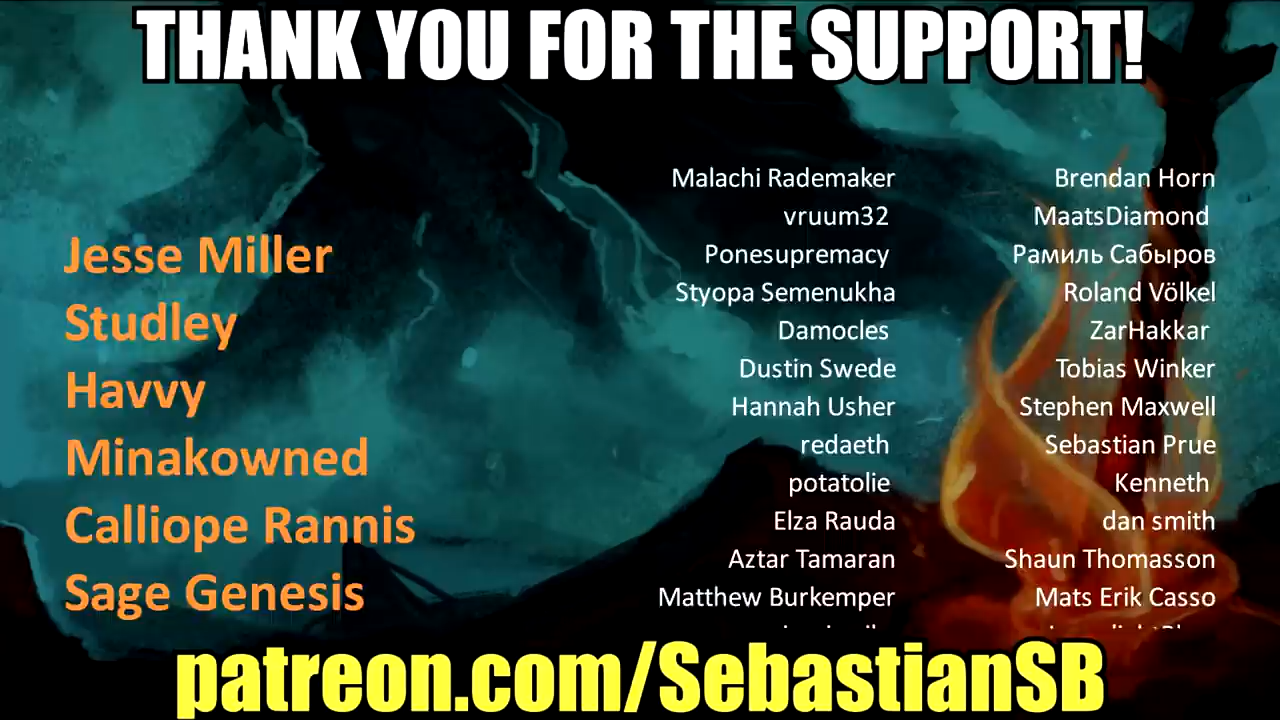 THANK YOU FOR THE SUPPORT!
Jesse Miller
Studley
Havvy
Minakowned
Calliope Rannis
Sage Genesis
Malachi Rademaker
vruum32
Ponesupremacy
Styopa Semenukha
Damocles
Dustin Swede
Hannah Usher
redaeth
potatolie
Elza Rauda
Aztar Tamaran
Matthew Burkemper
Brendan Horn
MaatsDiamond
Рамиль Сабыров
Roland Völkel
ZarHakkar
Tobias Winker
Stephen Maxwell
Sebastian Prue
Kenneth
dan smith
Shaun Thomasson
Mats Erik Casso
patreon.com/SebastianSB